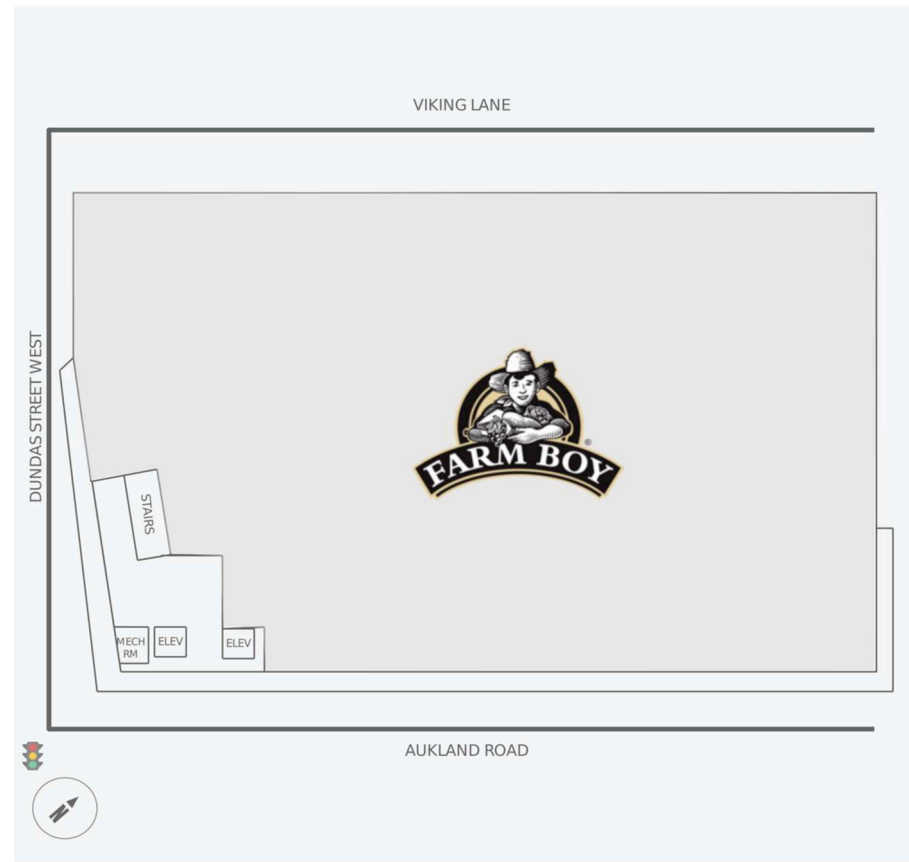 VIKING LANE
DUNDAS STREET WEST
FARM BOY
®
STAIRS
MECH
RM
ELEV
ELEV
AUKLAND ROAD
N